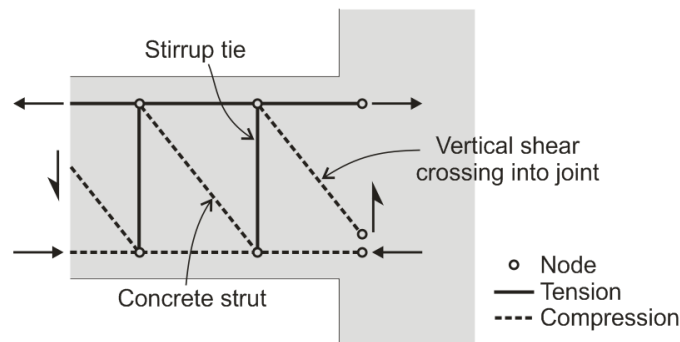 Stirrup tie
Vertical shear
crossing into joint
Concrete strut
Node
Tension
Compression